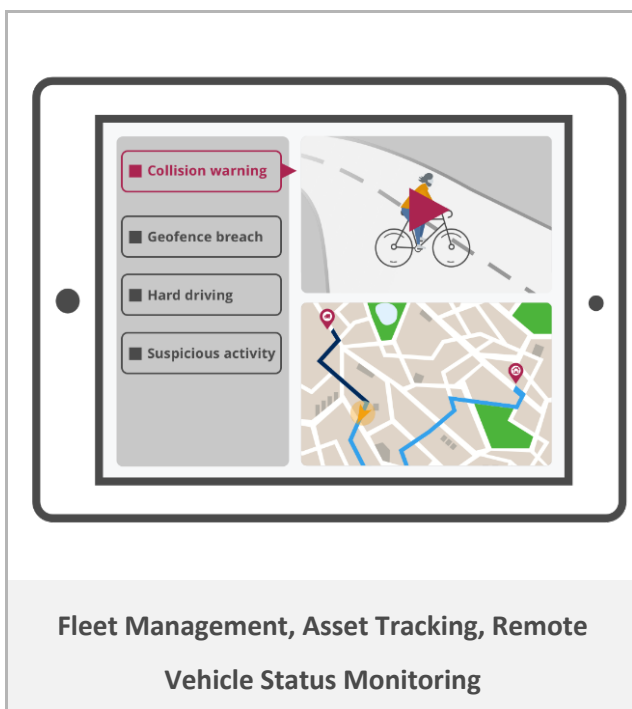 Collision warning
Geofence breach
Hard driving
Suspicious activity
Fleet Management, Asset Tracking, Remote
Vehicle Status Monitoring